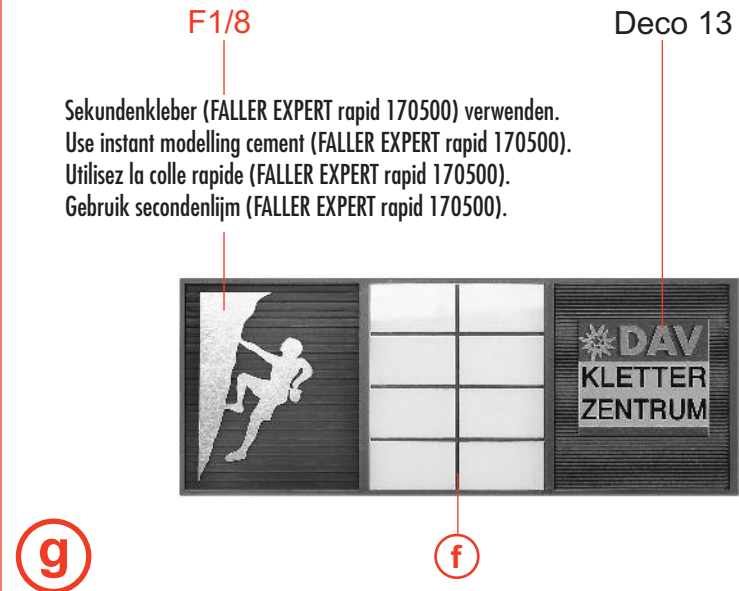 F1/8
Deco 13
Sekundenkleber (FALLER EXPERT rapid 170500) verwenden.
Use instant modelling cement (FALLER EXPERT rapid 170500).
Utilisez la colle rapide (FALLER EXPERT rapid 170500).
Gebruik secondenlijm (FALLER EXPERT rapid 170500).
DAV
KLETTER
ZENTRUM
f
g